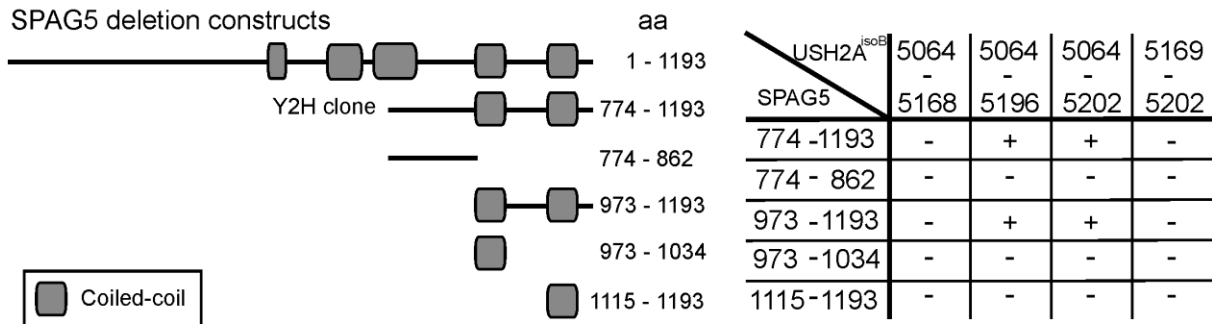 SPAG5 deletion constructs
aa
1 - 1193
Y2H clone
774 - 1193
774 - 862
973 - 1193
973 - 1034
1115 - 1193
Coiled-coil
USH2A isoB
SPAG5
5064 - 5168
5064 - 5196
5064 - 5202
5169 - 5202
774 - 1193 - + + -
774 - 862 - - - -
973 - 1193 - + + -
973 - 1034 - - - -
1115 - 1193 - - - -